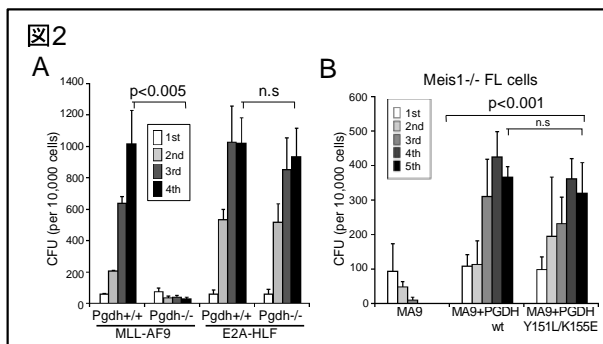 図2
A
1400
1200
1000
800
600
400
200
0
CFU (per 10,000 cells)
p<0.005
n.s
1st
2nd
3rd
4th
Pgdh+/+ Pgdh-/- Pgdh+/+ Pgdh-/-
MLL-AF9 E2A-HLF
B
Meis1-/- FL cells
600
500
400
300
200
100
0
CFU (per 10,000 cells)
p<0.001
n.s
1st
2nd
3rd
4th
5th
MA9 MA9+PGDH MA9+PGDH
wt Y151L/K155E